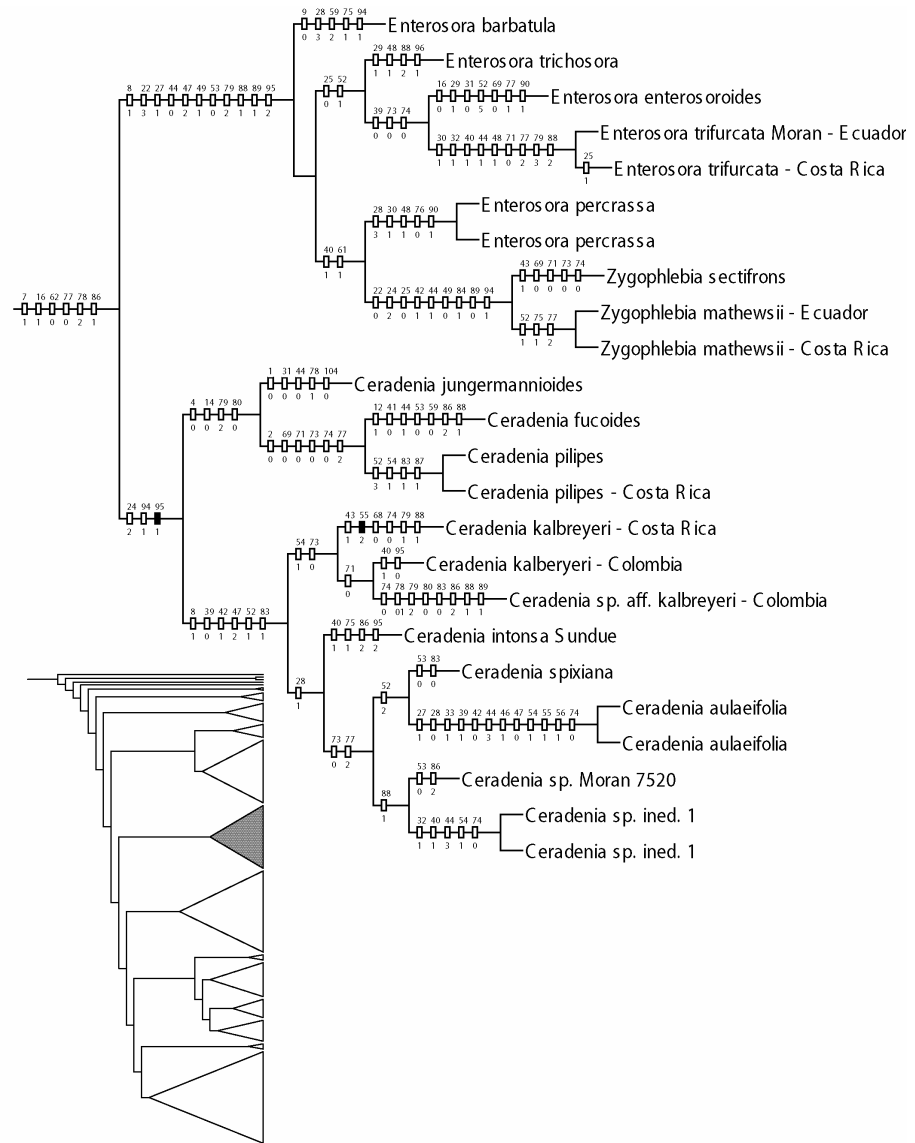 9 28 59 75 94
0 3 2 1 1
Enterosora barbatula
29 48 88 96
1 1 2 1
Enterosora trichosora
25 52
0 1
8 22 27 44 47 49 53 79 88 89 95
1 3 1 0 2 1 0 2 1 1 2
16 29 31 52 69 77 90
0 1 0 5 0 1 1
Enterosora enterosoroides
39 73 74
0 0 0
Enterosora trifurcata Moran - Ecuador
30 32 40 44 48 71 77 79 88
1 1 1 1 1 0 2 3 2
25
1
Enterosora trifurcata - Costa Rica
Enterosora percrassa
28 30 48 76 90
3 1 1 0 1
Enterosora percrassa
40 61
1 1
43 69 71 73 74
1 0 0 0 0
Zygophlebia sectifrons
22 24 25 42 44 49 84 89 94
0 2 0 1 1 0 1 0 1
7 16 62 77 78 86
1 1 0 0 2 1
Zygophlebia mathewsii - Ecuador
52 75 77
1 1 2
Zygophlebia mathewsii - Costa Rica
1 31 44 78 104
0 0 0 1 0
Ceradenia jungermannioides
4 14 79 80
0 0 2 0
12 41 44 53 59 86 88
1 0 1 0 0 2 1
Ceradenia fucoides
2 69 71 73 74 77
0 0 0 0 0 2
Ceradenia pilipes
52 54 83 87
3 1 1 1
Ceradenia pilipes - Costa Rica
24 94 95
2 1 1
43 55 68 74 79 88
1 2 0 0 1 1
Ceradenia kalbreyeri - Costa Rica
54 73
1 0
40 95
1 0
Ceradenia kalberyeri - Colombia
71
0
74 78 79 80 83 86 88 89
0 01 2 0 0 2 1 1
Ceradenia sp. aff. kalbreyeri - Colombia
8 39 42 47 52 83
1 0 1 2 1 1
40 75 86 95
1 1 2 2
Ceradenia intonsa Sundue
28
1
53 83
0 0
Ceradenia spixiana
52
2
Ceradenia aulaeifolia
27 28 33 39 42 44 46 47 54 55 56 74
1 0 1 1 0 3 1 0 1 1 1 0
Ceradenia aulaeifolia
73 77
0 2
53 86
0 2
Ceradenia sp. Moran 7520
88
1
Ceradenia sp. ined. 1
32 40 44 54 74
1 1 3 1 0
Ceradenia sp. ined. 1